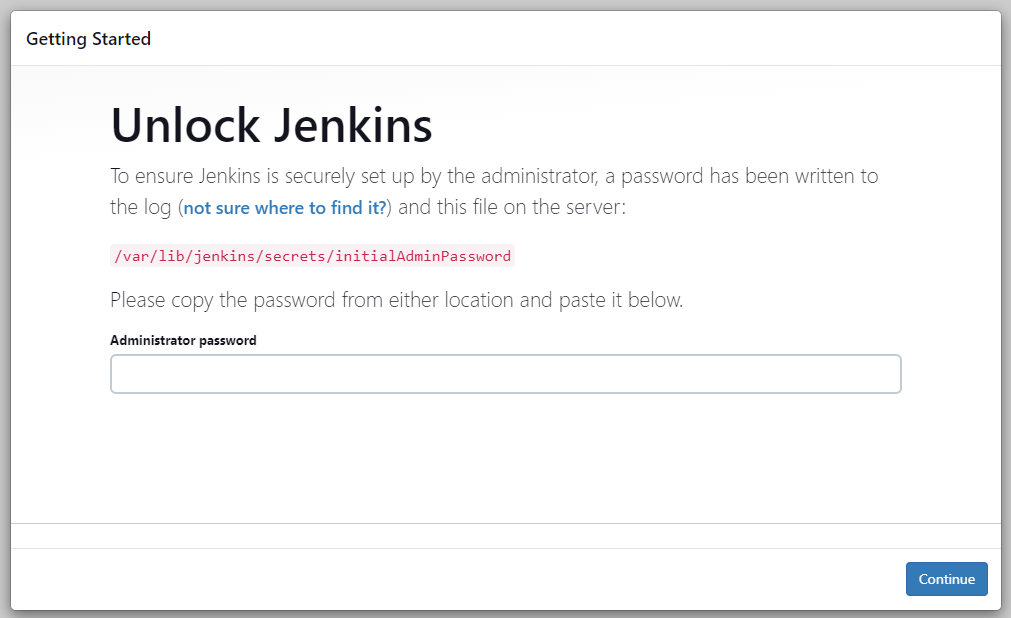 Getting Started
Unlock Jenkins
To ensure Jenkins is securely set up by the administrator, a password has been written to
the log (not sure where to find it?) and this file on the server:
/var/lib/jenkins/secrets/initialAdminPassword
Please copy the password from either location and paste it below.
Administrator password
Continue